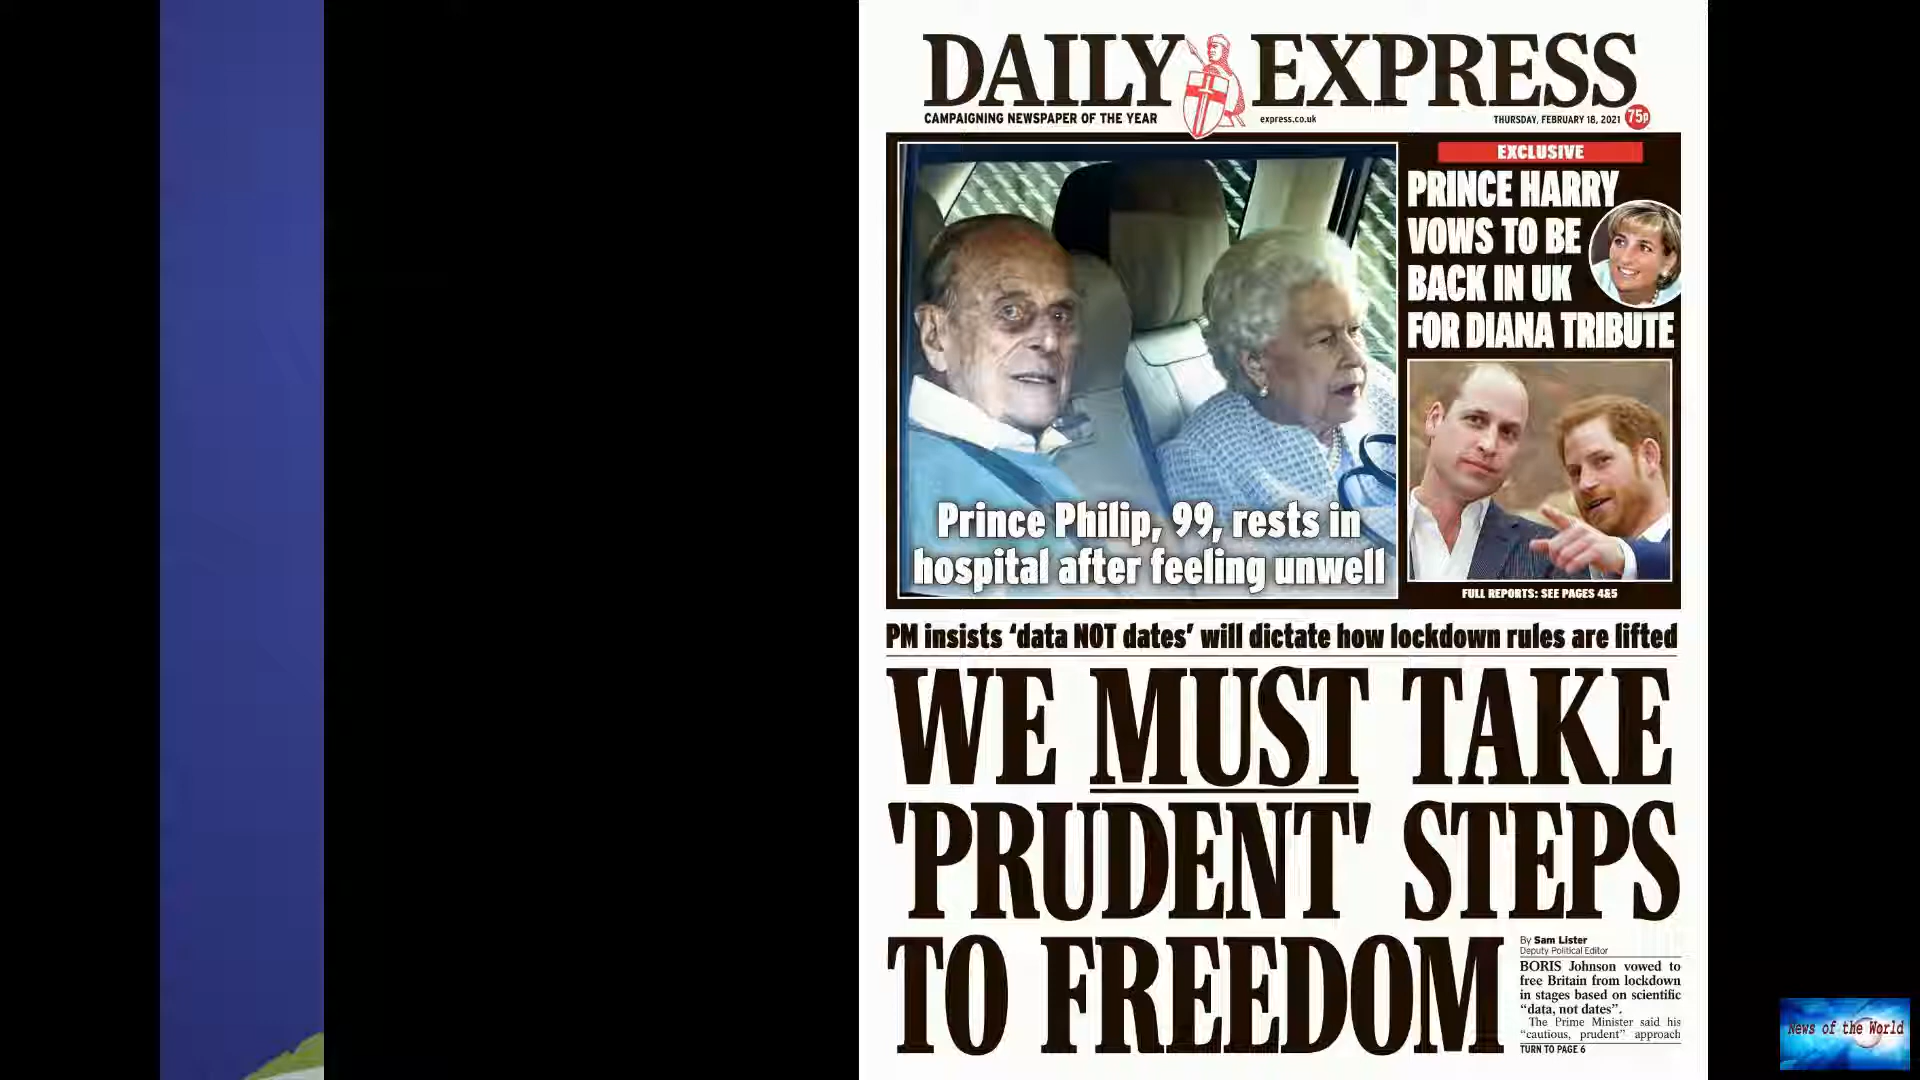 DAILY EXPRESS
CAMPAIGNING NEWSPAPER OF THE YEAR
express.co.uk
THURSDAY, FEBRUARY 18, 2021
75p
EXCLUSIVE
PRINCE HARRY
VOWS TO BE
BACK IN UK
FOR DIANA TRIBUTE
Prince Philip, 99, rests in
hospital after feeling unwell
FULL REPORTS: SEE PAGES 4&5
PM insists ‘data NOT dates’ will dictate how lockdown rules are lifted
WE MUST TAKE
'PRUDENT' STEPS
TO FREEDOM
By Sam Lister
Deputy Political Editor
BORIS Johnson vowed to
free Britain from lockdown
in stages based on scientific
“data, not dates”.
The Prime Minister said his
“cautious, prudent” approach
TURN TO PAGE 6
News of the World